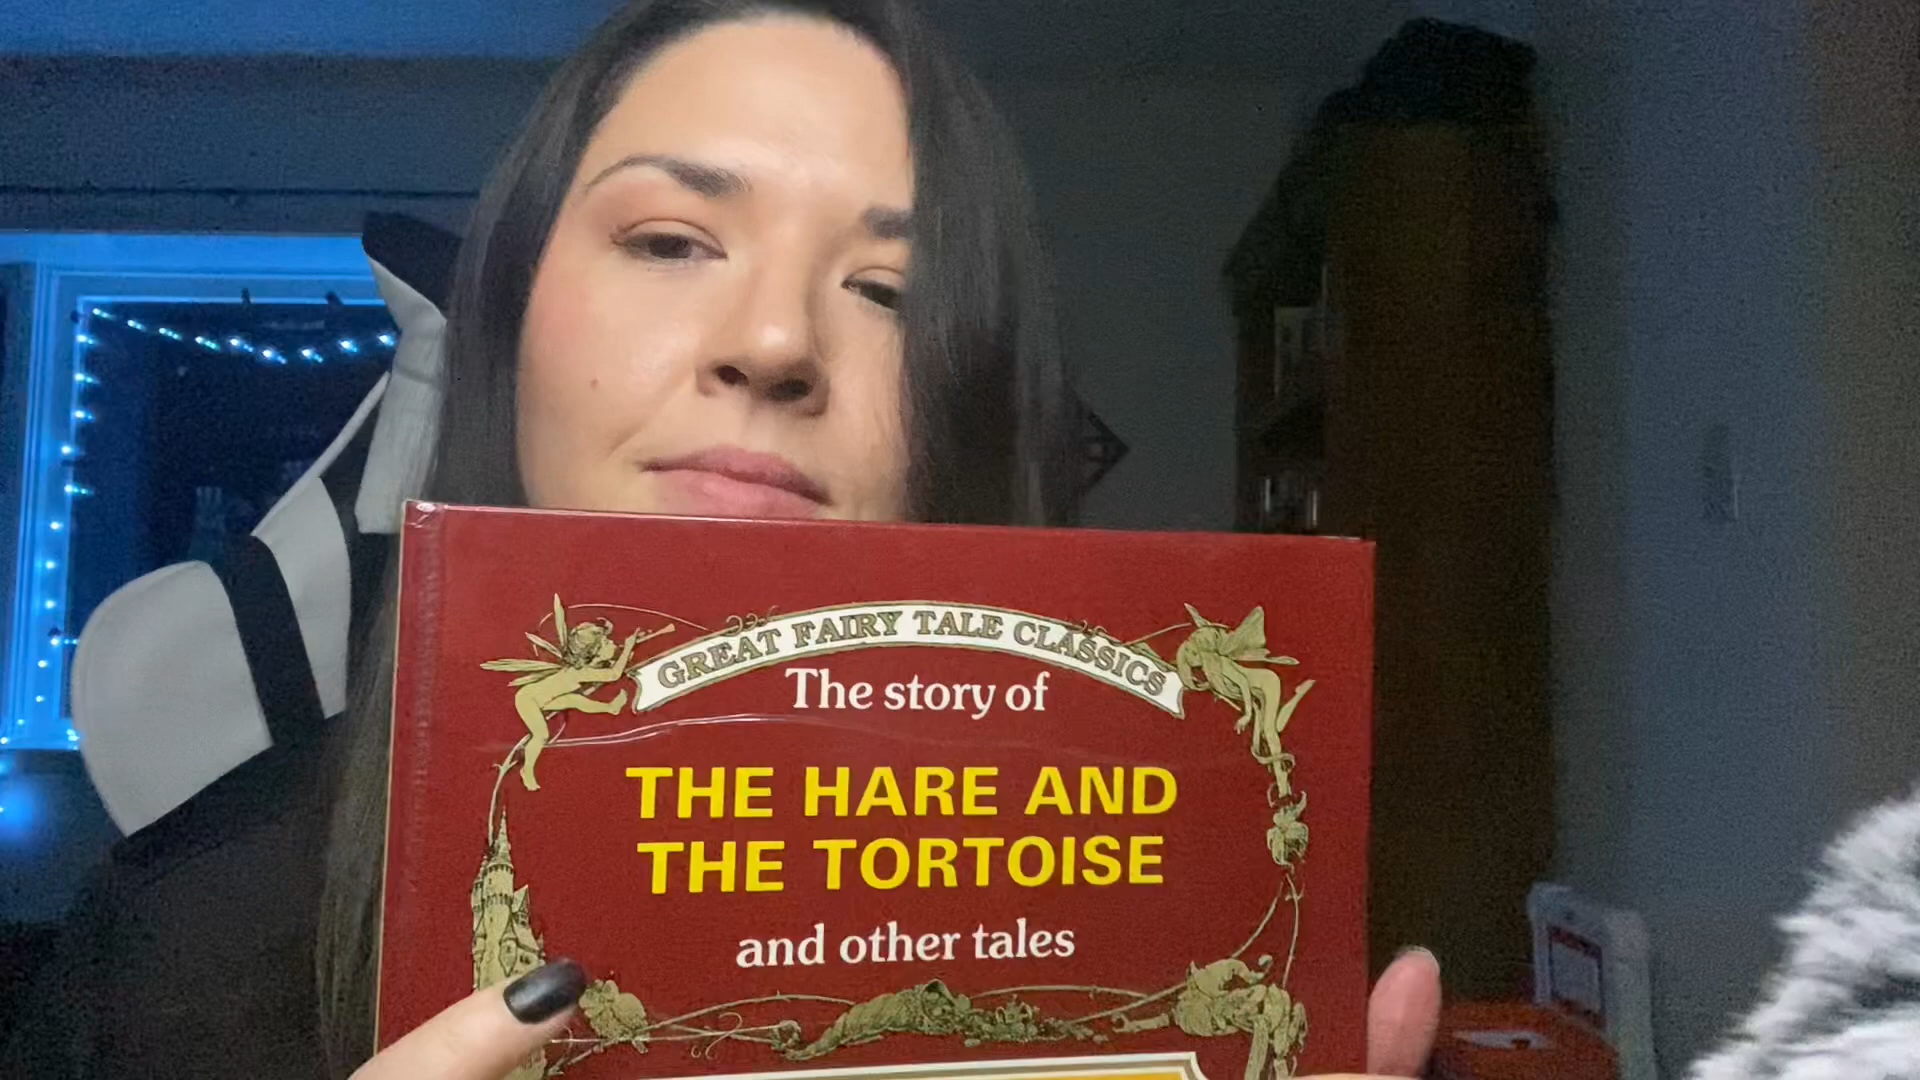 GREAT FAIRY TALE CLASSICS
The story of
THE HARE AND
THE TORTOISE
and other tales